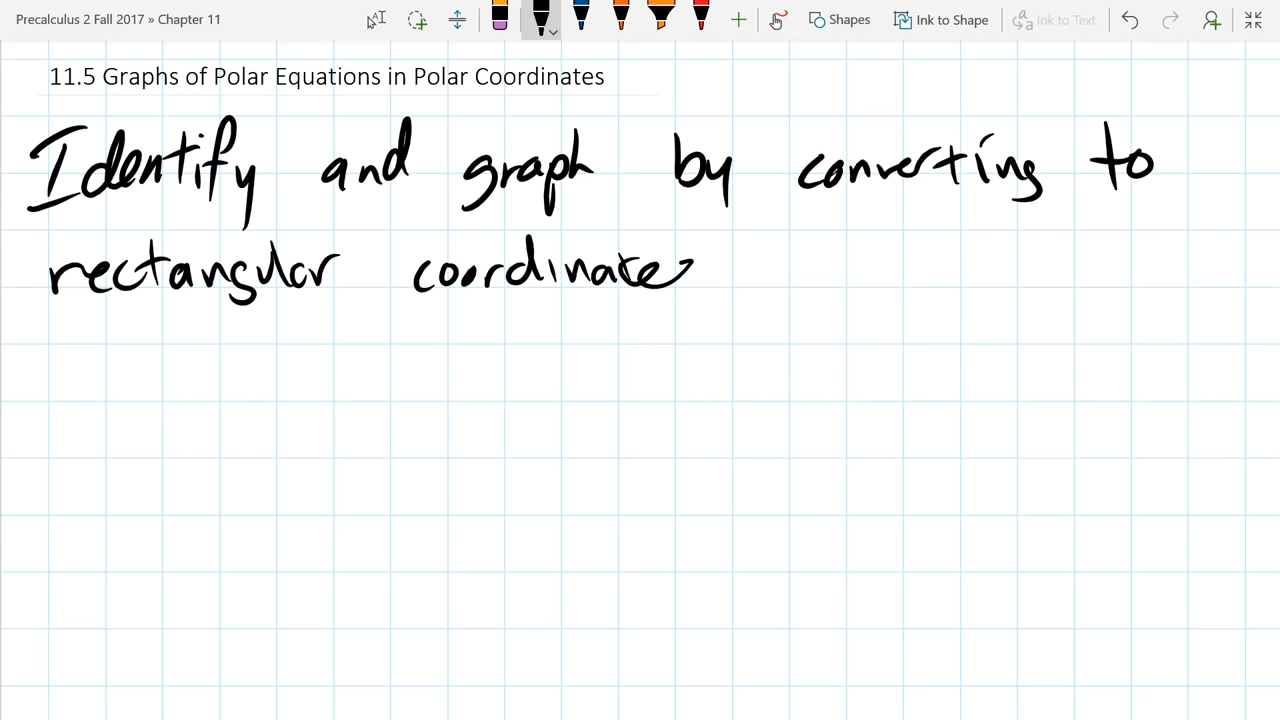 Precalculus 2 Fall 2017 » Chapter 11
Shapes
Ink to Shape
Ink to Text
11.5 Graphs of Polar Equations in Polar Coordinates
Identify and graph by converting to
rectangular coordinates